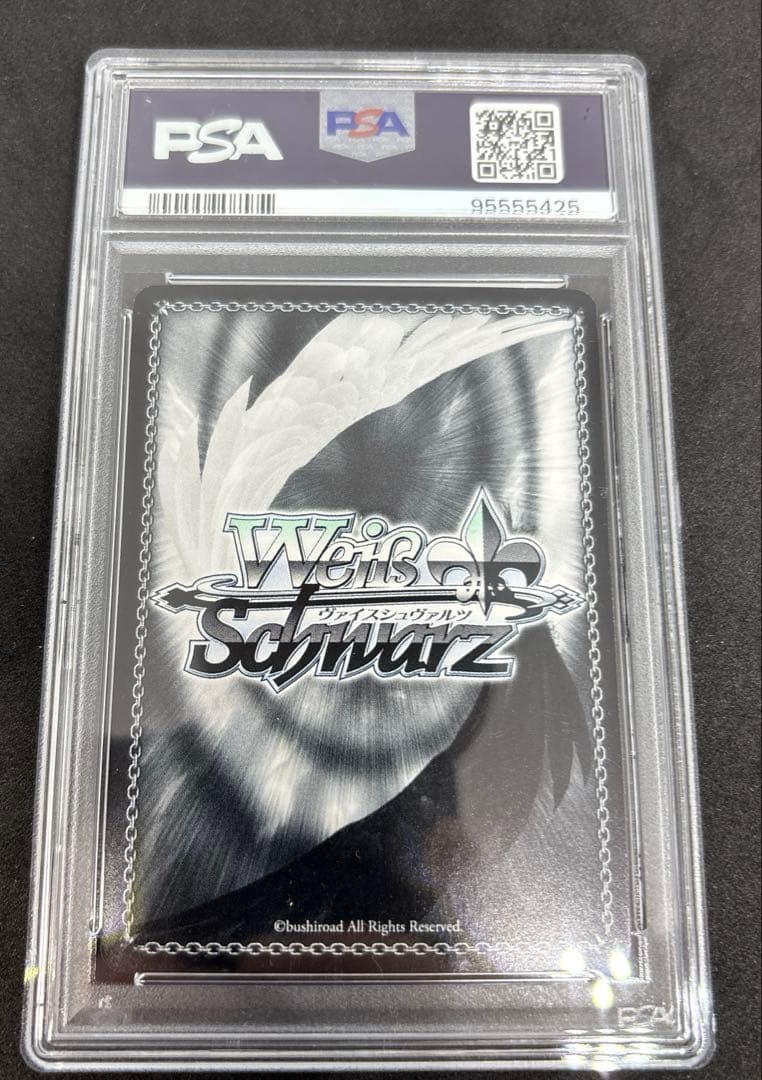 PSA
PSA
95555425
Weiß
ヴァイスシュヴァルツ
Schwarz
©bushiroad All Rights Reserved.
PSA